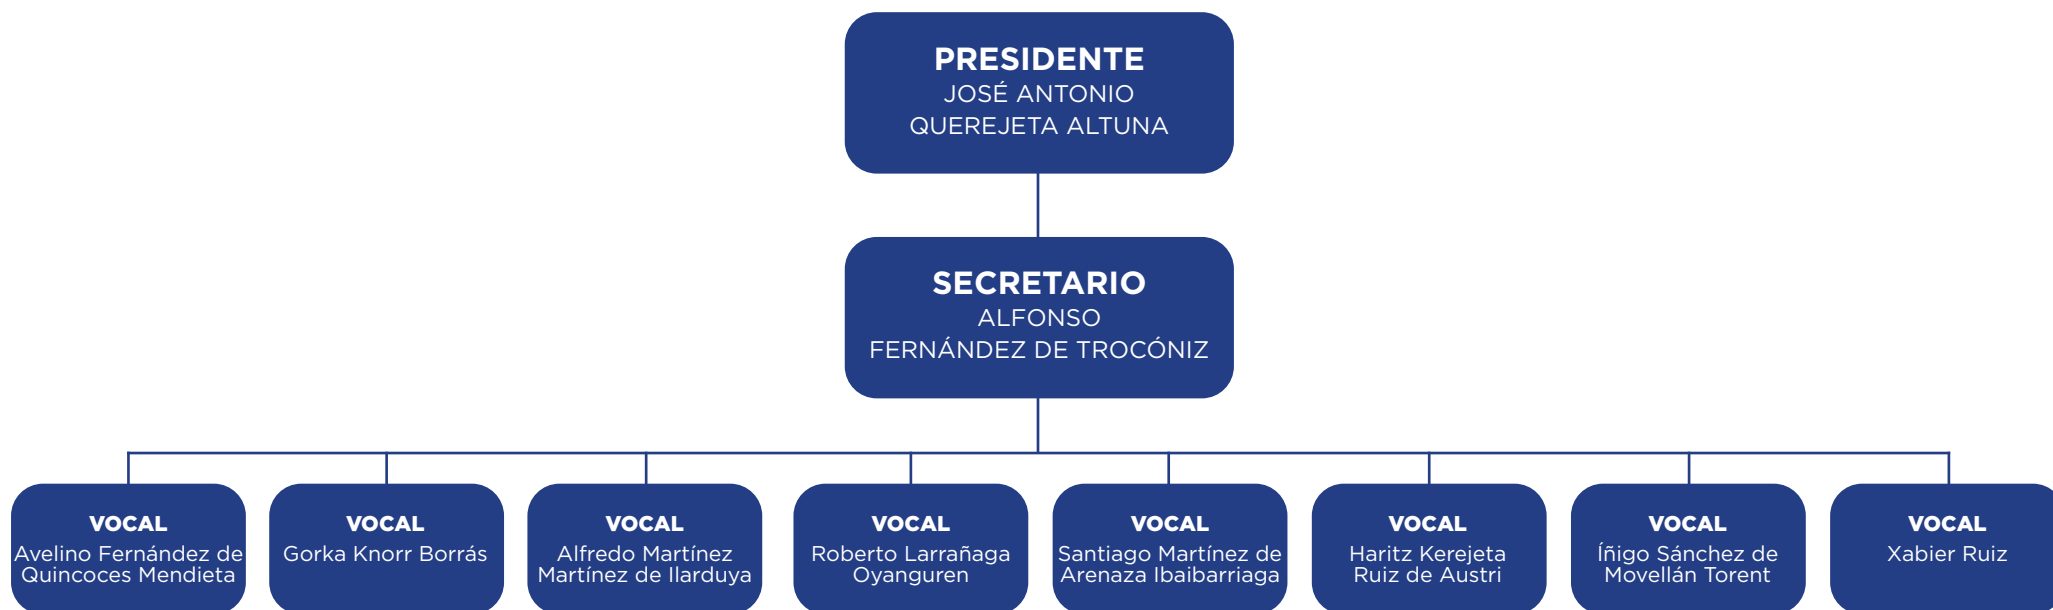 PRESIDENTE
JOSÉ ANTONIO
QUEREJETA ALTUNA
SECRETARIO
ALFONSO
FERNÁNDEZ DE TROCÓNIZ
VOCAL
Avelino Fernández de
Quincoces Mendieta
VOCAL
Gorka Knorr Borrás
VOCAL
Alfredo Martínez
Martínez de Ilarduya
VOCAL
Roberto Larrañaga
Oyanguren
VOCAL
Santiago Martínez de
Arenaza Ibaibarriaga
VOCAL
Haritz Kerejeta
Ruiz de Austri
VOCAL
Íñigo Sánchez de
Movellán Torent
VOCAL
Xabier Ruiz